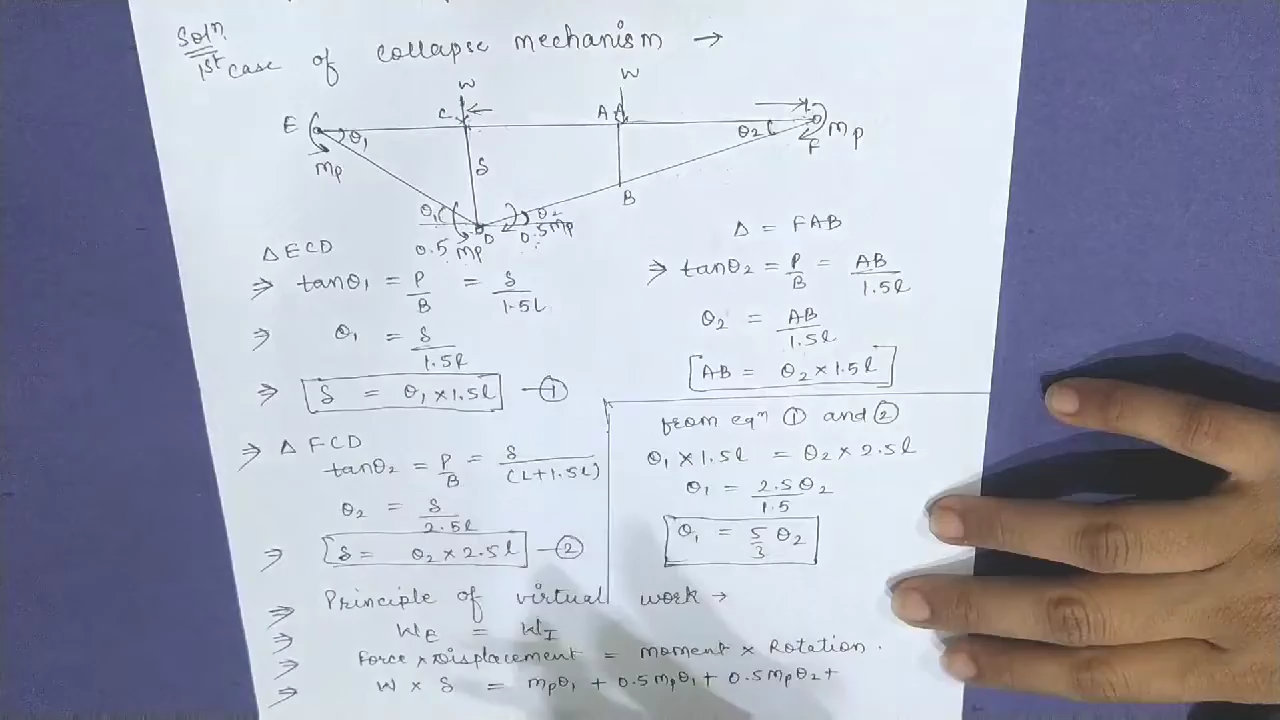 Solⁿ
1st case of collapse mechanism →
W W
E θ₁ C A θ₂ F Mp
Mp δ
B
θ₁ 0.5 Mp D θ₂ 0.5Mp
Δ ECD
⇒ tanθ₁ = P/B = δ/1.5L
⇒ θ₁ = δ/1.5l
⇒ δ = θ₁ × 1.5l — ①
⇒ Δ FCD
tanθ₂ = P/B = δ/(L+1.5L)
θ₂ = δ/2.5l
⇒ δ = θ₂ × 2.5l — ②
Δ = FAB
⇒ tanθ₂ = P/B = AB/1.5l
θ₂ = AB/1.5l
AB = θ₂ × 1.5l
from eqⁿ ① and ②
θ₁ × 1.5l = θ₂ × 2.5l
θ₁ = 2.5θ₂/1.5
θ₁ = 5/3 θ₂
⇒ Principle of virtual work →
⇒ WE = WI
⇒ Force × Displacement = moment × Rotation.
⇒ W × δ = Mpθ₁ + 0.5Mpθ₁ + 0.5Mpθ₂ +